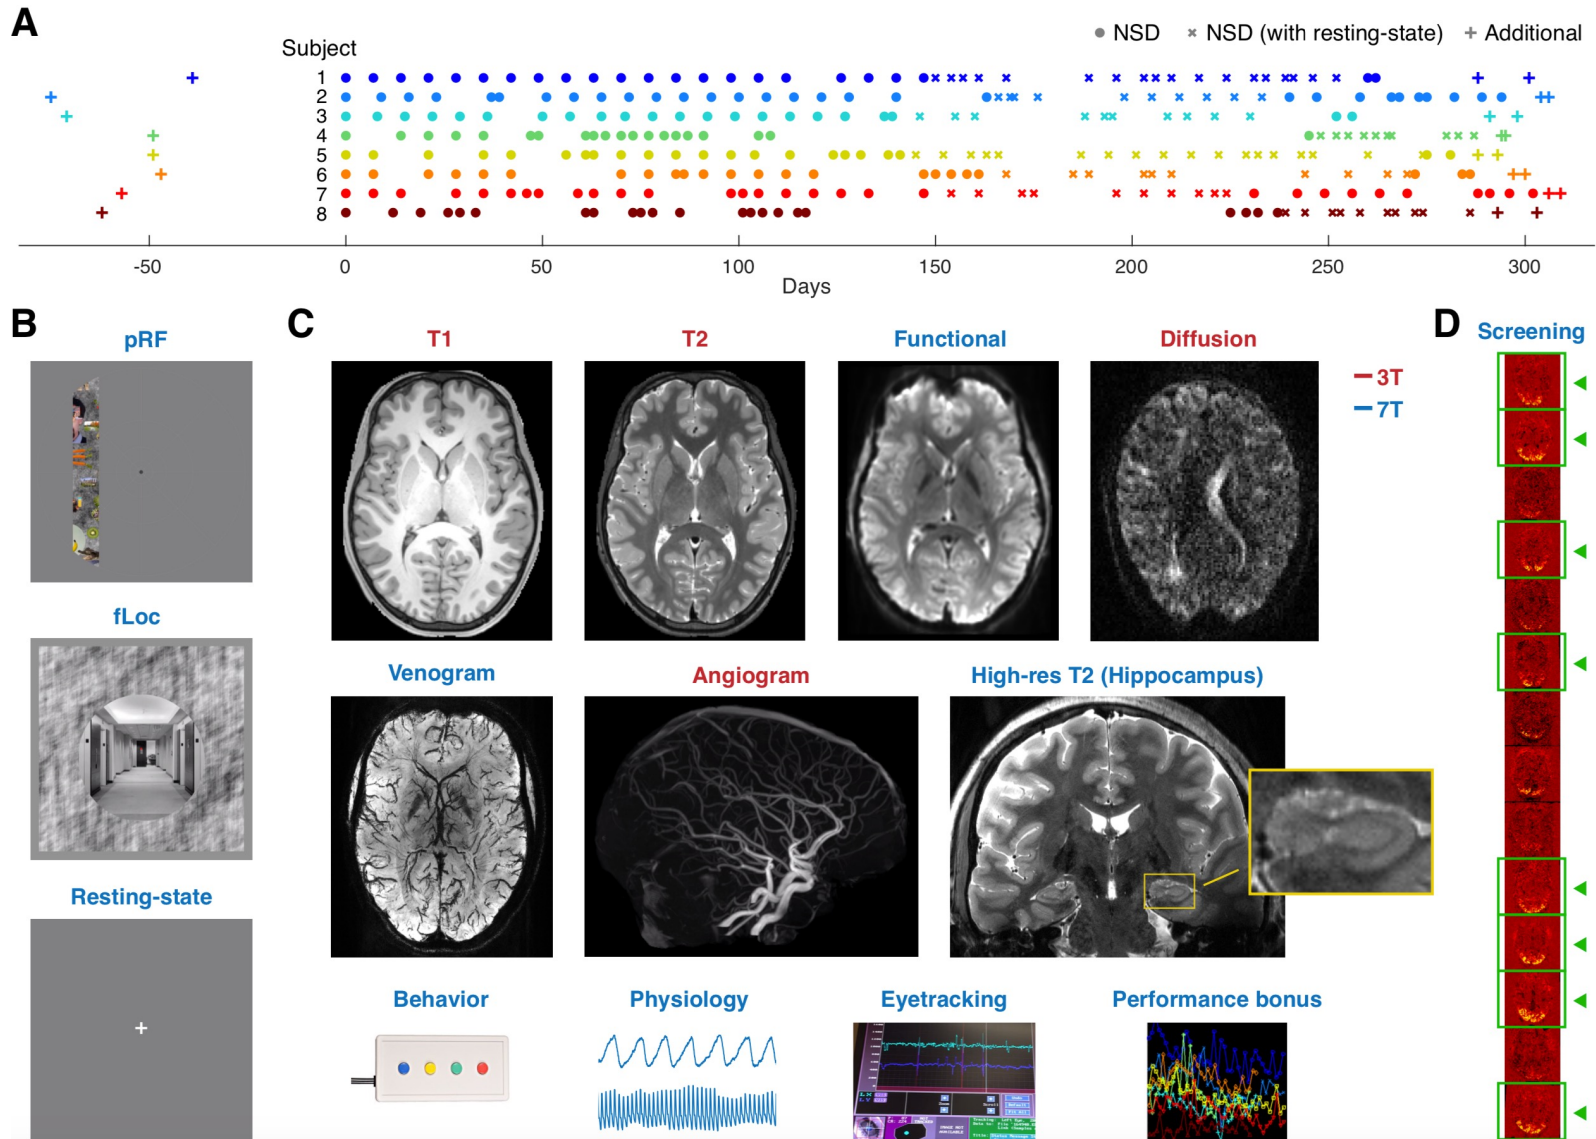 A
NSD
NSD (with resting-state)
Additional
Subject
1
2
3
4
5
6
7
8
-50
0
50
100
150
200
250
300
Days
B
pRF
fLoc
Resting-state
C
T1
T2
Functional
Diffusion
3T
7T
Venogram
Angiogram
High-res T2 (Hippocampus)
Behavior
Physiology
Eyetracking
Performance bonus
D
Screening